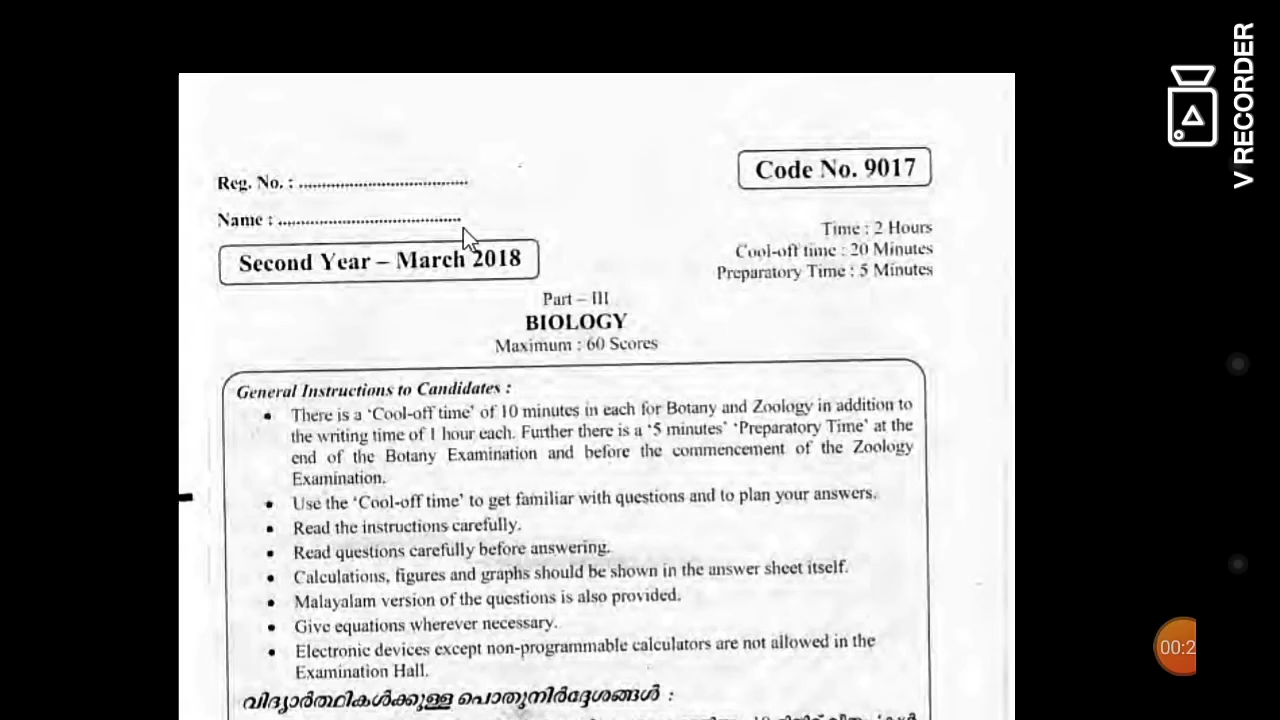 Reg. No. : ......................................
Name : ..........................................
Code No. 9017
Second Year – March 2018
Time : 2 Hours
Cool-off time : 20 Minutes
Preparatory Time : 5 Minutes
Part – III
BIOLOGY
Maximum : 60 Scores
General Instructions to Candidates :
• There is a ‘Cool-off time’ of 10 minutes in each for Botany and Zoology in addition to
the writing time of 1 hour each. Further there is a ‘5 minutes’ ‘Preparatory Time’ at the
end of the Botany Examination and before the commencement of the Zoology
Examination.
• Use the ‘Cool-off time’ to get familiar with questions and to plan your answers.
• Read the instructions carefully.
• Read questions carefully before answering.
• Calculations, figures and graphs should be shown in the answer sheet itself.
• Malayalam version of the questions is also provided.
• Give equations wherever necessary.
• Electronic devices except non-programmable calculators are not allowed in the
Examination Hall.
വിദ്യാർത്ഥികൾക്കുള്ള പൊതുനിർദ്ദേശങ്ങൾ :
V RECORDER
00:2